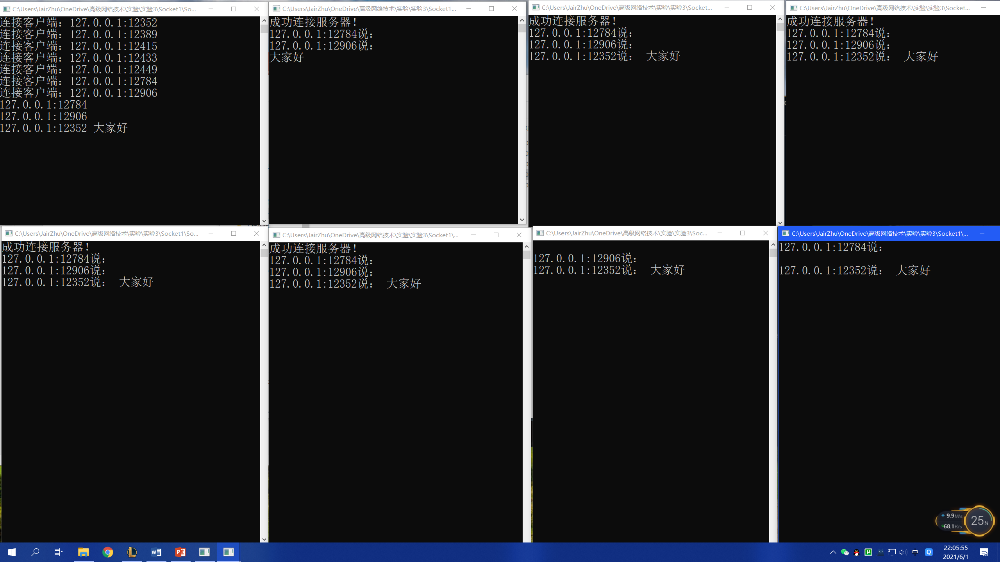 C:\Users\JairZhu\OneDrive\高级网络技术\实验\实验3\Socket1\So...
连接客户端：127.0.0.1:12352
连接客户端：127.0.0.1:12389
连接客户端：127.0.0.1:12415
连接客户端：127.0.0.1:12433
连接客户端：127.0.0.1:12449
连接客户端：127.0.0.1:12784
连接客户端：127.0.0.1:12906
127.0.0.1:12784
127.0.0.1:12906
127.0.0.1:12352 大家好
C:\Users\JairZhu\OneDrive\高级网络技术\实验\实验3\Socket1...
成功连接服务器！
127.0.0.1:12784说：
127.0.0.1:12906说：
大家好
C:\Users\JairZhu\OneDrive\高级网络技术\实验\实验3\Socket...
成功连接服务器！
127.0.0.1:12784说：
127.0.0.1:12906说：
127.0.0.1:12352说： 大家好
C:\Users\JairZhu\OneDrive\高级网络技术\实验\实验3\Socket...
成功连接服务器！
127.0.0.1:12784说：
127.0.0.1:12906说：
127.0.0.1:12352说： 大家好
C:\Users\JairZhu\OneDrive\高级网络技术\实验\实验3\Socket1\So...
成功连接服务器！
127.0.0.1:12784说：
127.0.0.1:12906说：
127.0.0.1:12352说： 大家好
C:\Users\JairZhu\OneDrive\高级网络技术\实验\实验3\Socket1\...
成功连接服务器！
127.0.0.1:12784说：
127.0.0.1:12906说：
127.0.0.1:12352说： 大家好
C:\Users\JairZhu\OneDrive\高级网络技术\实验\实验3\Soc...
127.0.0.1:12906说：
127.0.0.1:12352说： 大家好
C:\Users\JairZhu\OneDrive\高级网络技术\实验\实验3\Socket1\...
127.0.0.1:12784说：
127.0.0.1:12352说： 大家好
9.9M/s
68.1K/s
25%
中
22:05:55
2021/6/1